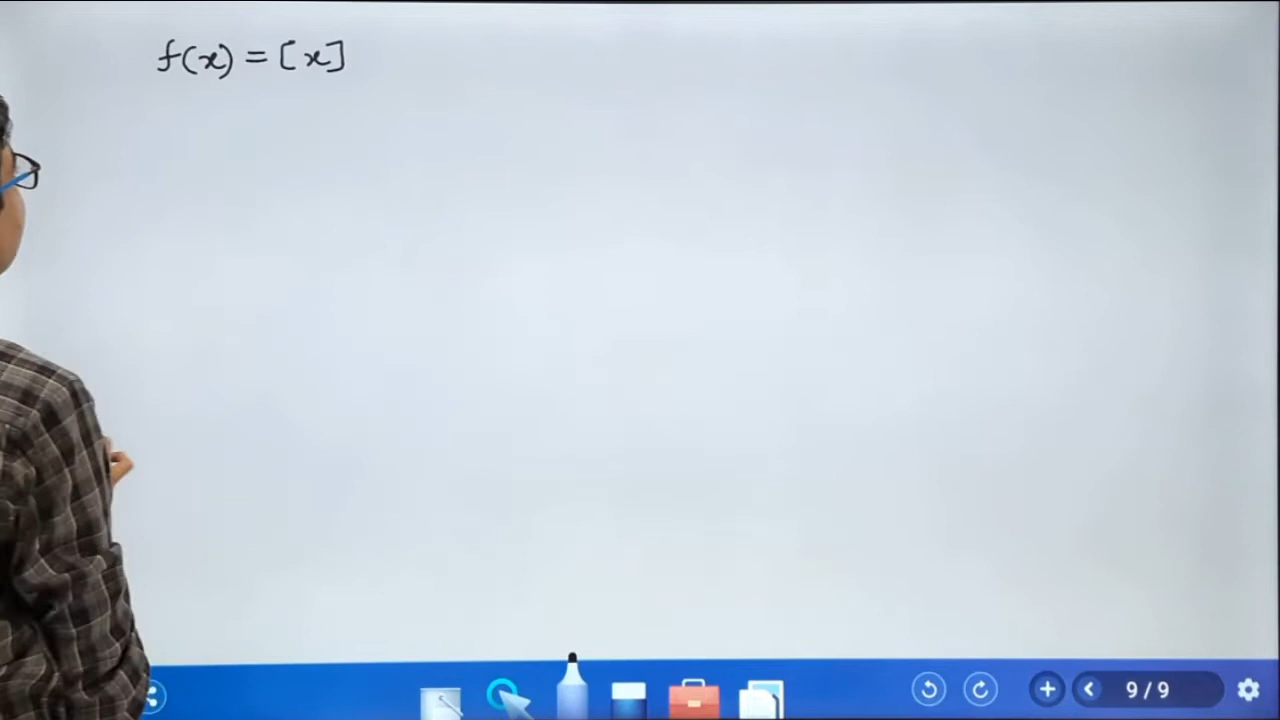 f(x) = [x]
9/9